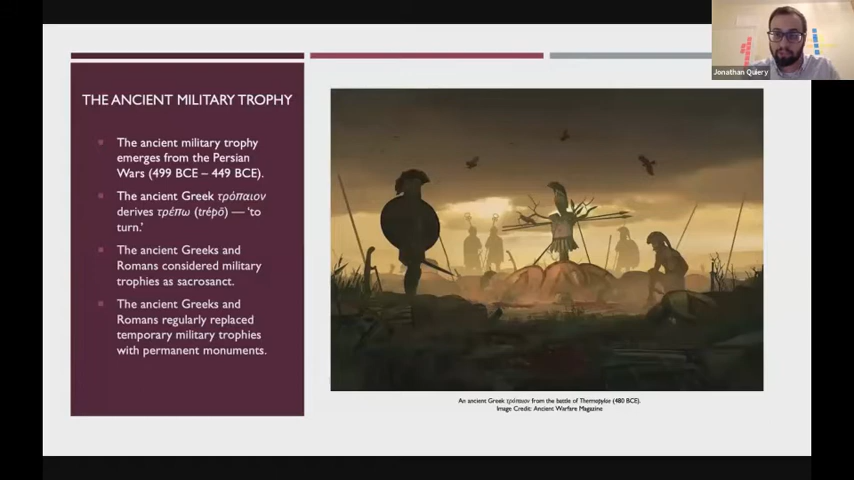 Jonathan Quiery
THE ANCIENT MILITARY TROPHY
The ancient military trophy
emerges from the Persian
Wars (499 BCE – 449 BCE).
The ancient Greek τρόπαιον
derives τρέπω (trépō) — 'to
turn.'
The ancient Greeks and
Romans considered military
trophies as sacrosanct.
The ancient Greeks and
Romans regularly replaced
temporary military trophies
with permanent monuments.
An ancient Greek from the battle of Thermopylae (480 BCE).
Image Credit: Ancient Warfare Magazine